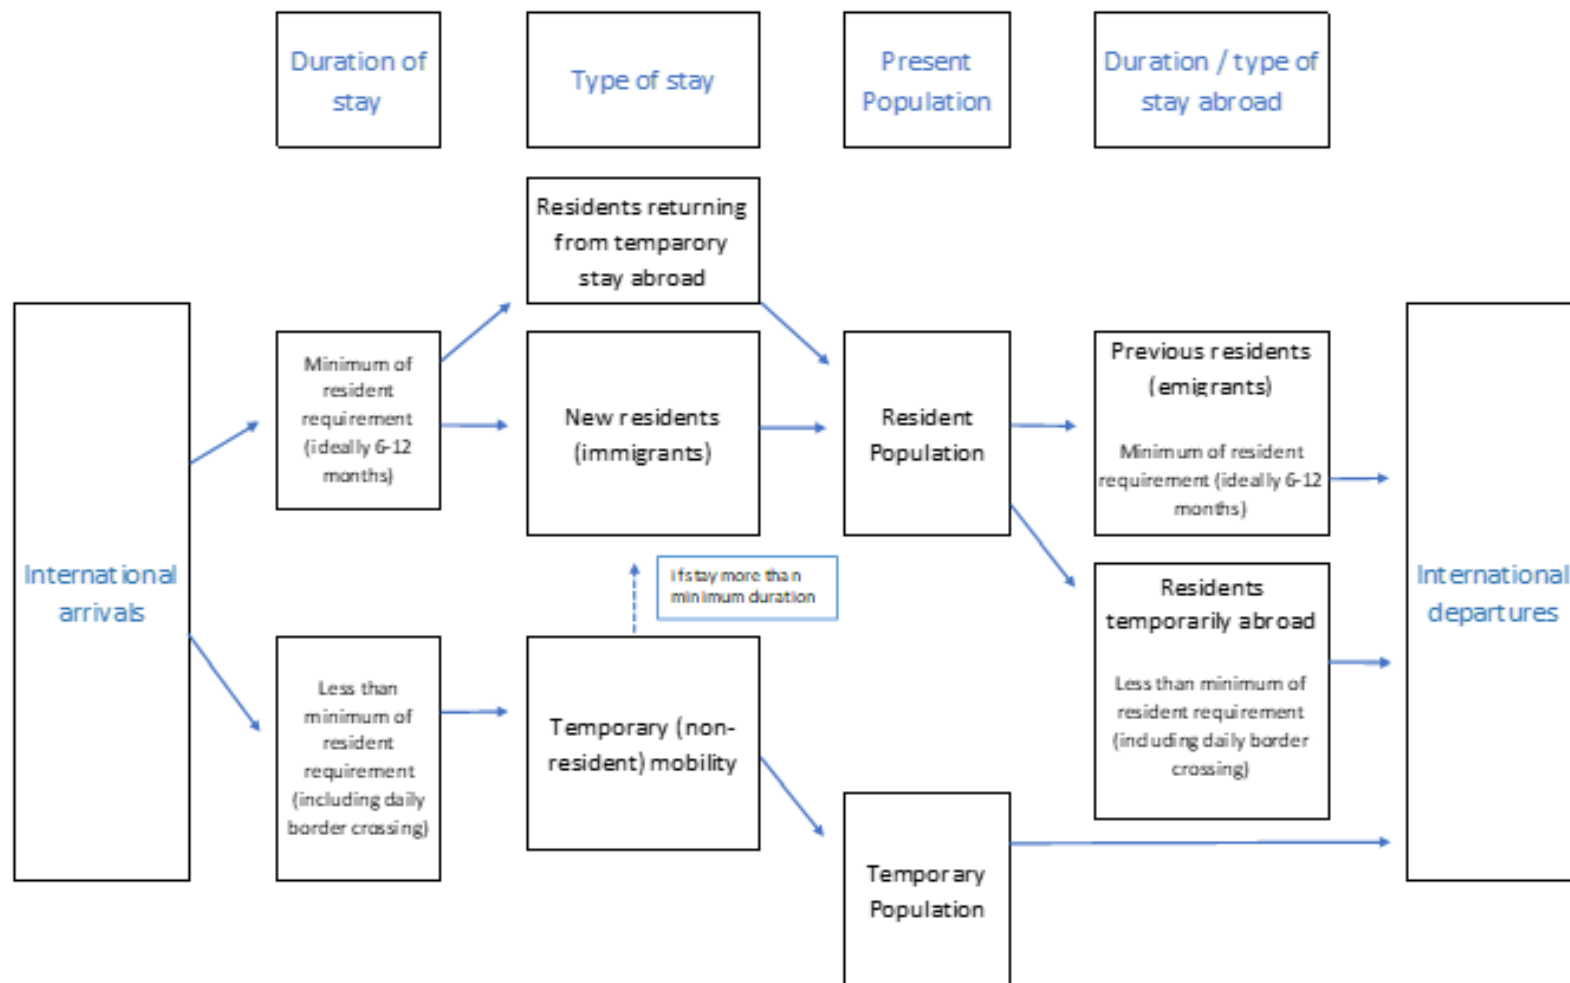 Duration of
stay
Type of stay
Present
Population
Duration / type of
stay abroad
Residents returning
from temparory
stay abroad
International
arrivals
Minimum of
resident
requirement
(ideally 6-12
months)
New residents
(immigrants)
Resident
Population
Previous residents
(emigrants)
Minimum of resident
requirement (ideally 6-12
months)
International
departures
If stay more than
minimum duration
Less than
minimum of
resident
requirement
(including daily
border crossing)
Temporary (non-
resident) mobility
Residents
temporarily abroad
Less than minimum of
resident requirement
(including daily border
crossing)
Temporary
Population